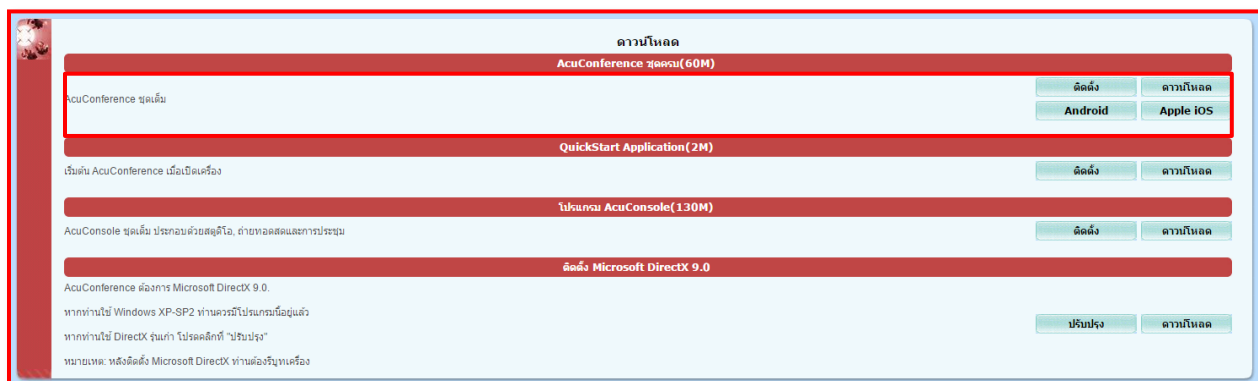 ดาวน์โหลด
AcuConference ชุดครบ(60M)
AcuConference ชุดเต็ม
ติดตั้ง ดาวน์โหลด
Android Apple iOS
QuickStart Application(2M)
เริ่มต้น AcuConference เมื่อเปิดเครื่อง
ติดตั้ง ดาวน์โหลด
โปรแกรม AcuConsole(130M)
AcuConsole ชุดเต็ม ประกอบด้วยสตูดิโอ, ถ่ายทอดสดและการประชุม
ติดตั้ง ดาวน์โหลด
ติดตั้ง Microsoft DirectX 9.0
AcuConference ต้องการ Microsoft DirectX 9.0.
หากท่านใช้ Windows XP-SP2 ท่านควรมีโปรแกรมนี้อยู่แล้ว
หากท่านใช้ DirectX รุ่นเก่า โปรดคลิกที่ "ปรับปรุง"
หมายเหต: หลังติดตั้ง Microsoft DirectX ท่านต้องรีบูทเครื่อง
ปรับปรุง ดาวน์โหลด